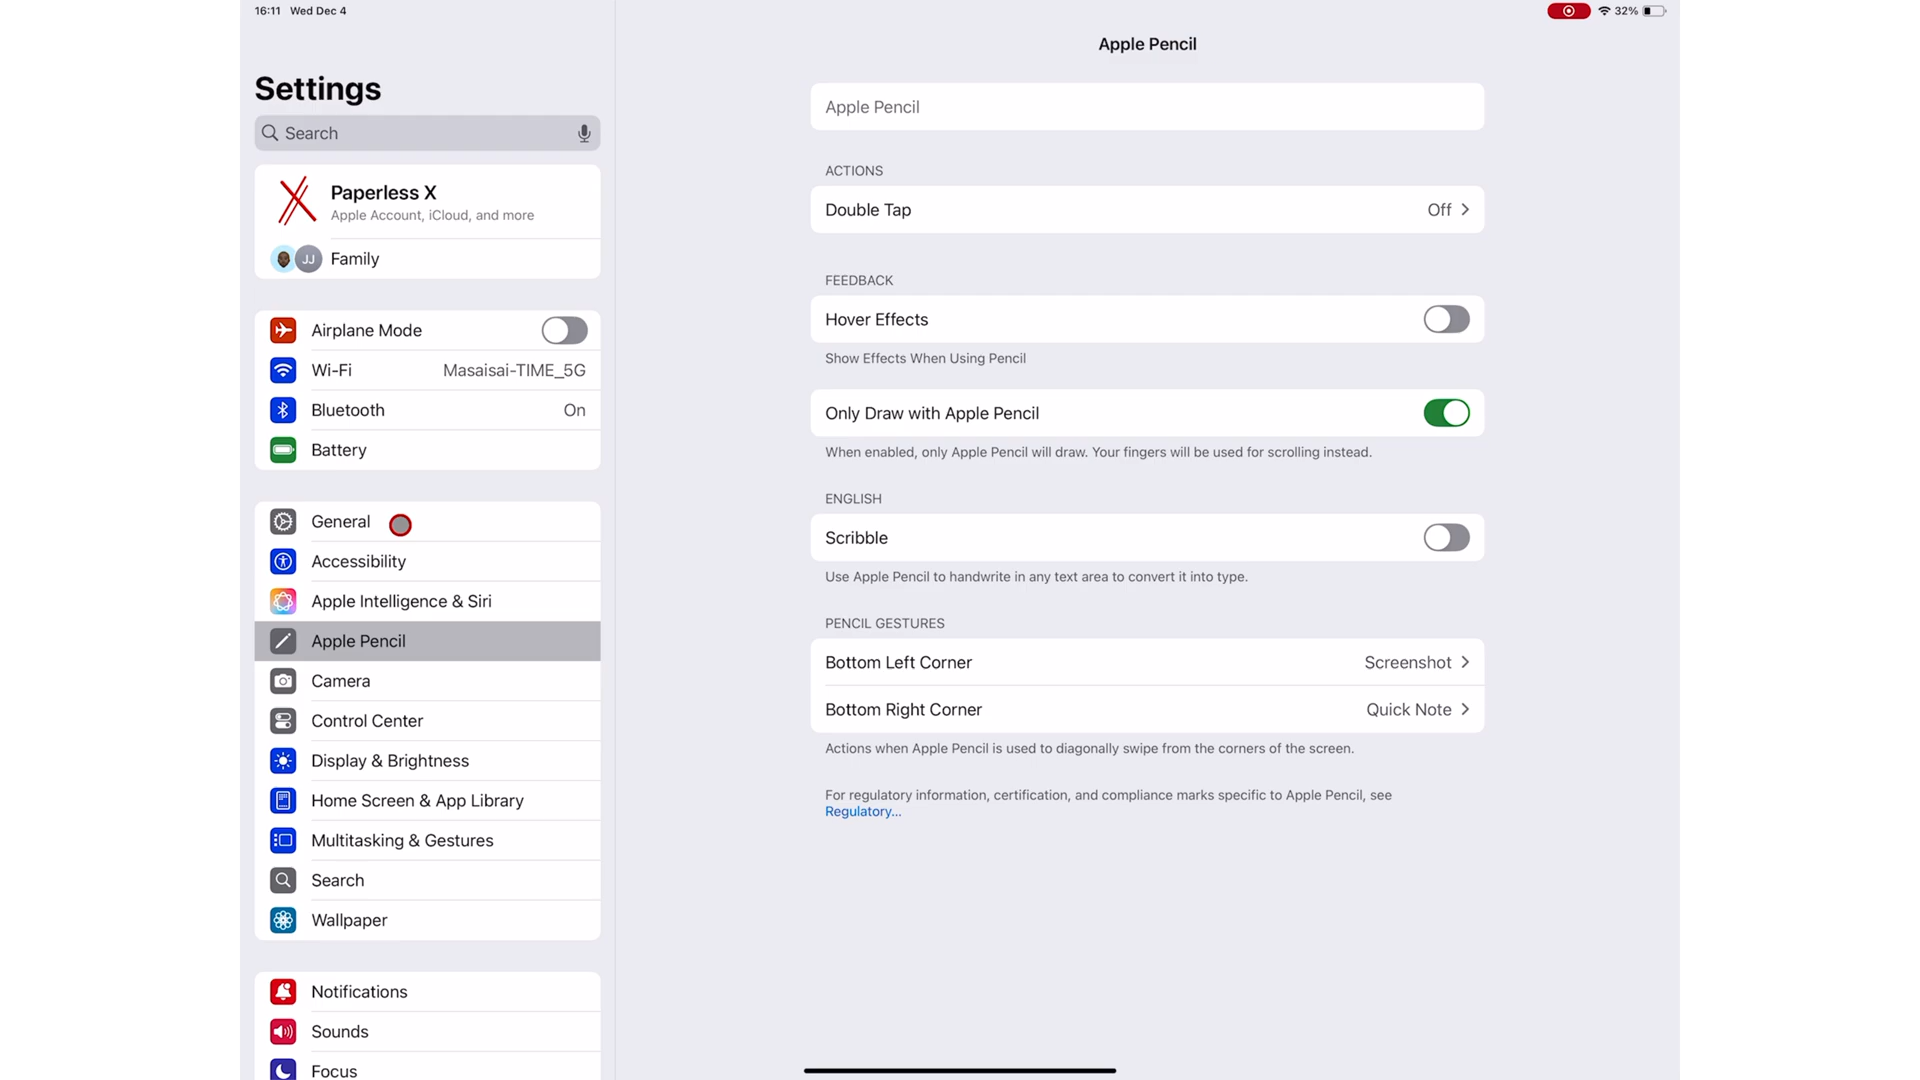 16:11 Wed Dec 4
32%
Settings
Search
Paperless X
Apple Account, iCloud, and more
JJ
Family
Airplane Mode
Wi-Fi Masaisai-TIME_5G
Bluetooth On
Battery
General
Accessibility
Apple Intelligence & Siri
Apple Pencil
Camera
Control Center
Display & Brightness
Home Screen & App Library
Multitasking & Gestures
Search
Wallpaper
Notifications
Sounds
Focus
Apple Pencil
Apple Pencil
ACTIONS
Double Tap Off
FEEDBACK
Hover Effects
Show Effects When Using Pencil
Only Draw with Apple Pencil
When enabled, only Apple Pencil will draw. Your fingers will be used for scrolling instead.
ENGLISH
Scribble
Use Apple Pencil to handwrite in any text area to convert it into type.
PENCIL GESTURES
Bottom Left Corner Screenshot
Bottom Right Corner Quick Note
Actions when Apple Pencil is used to diagonally swipe from the corners of the screen.
For regulatory information, certification, and compliance marks specific to Apple Pencil, see
Regulatory...